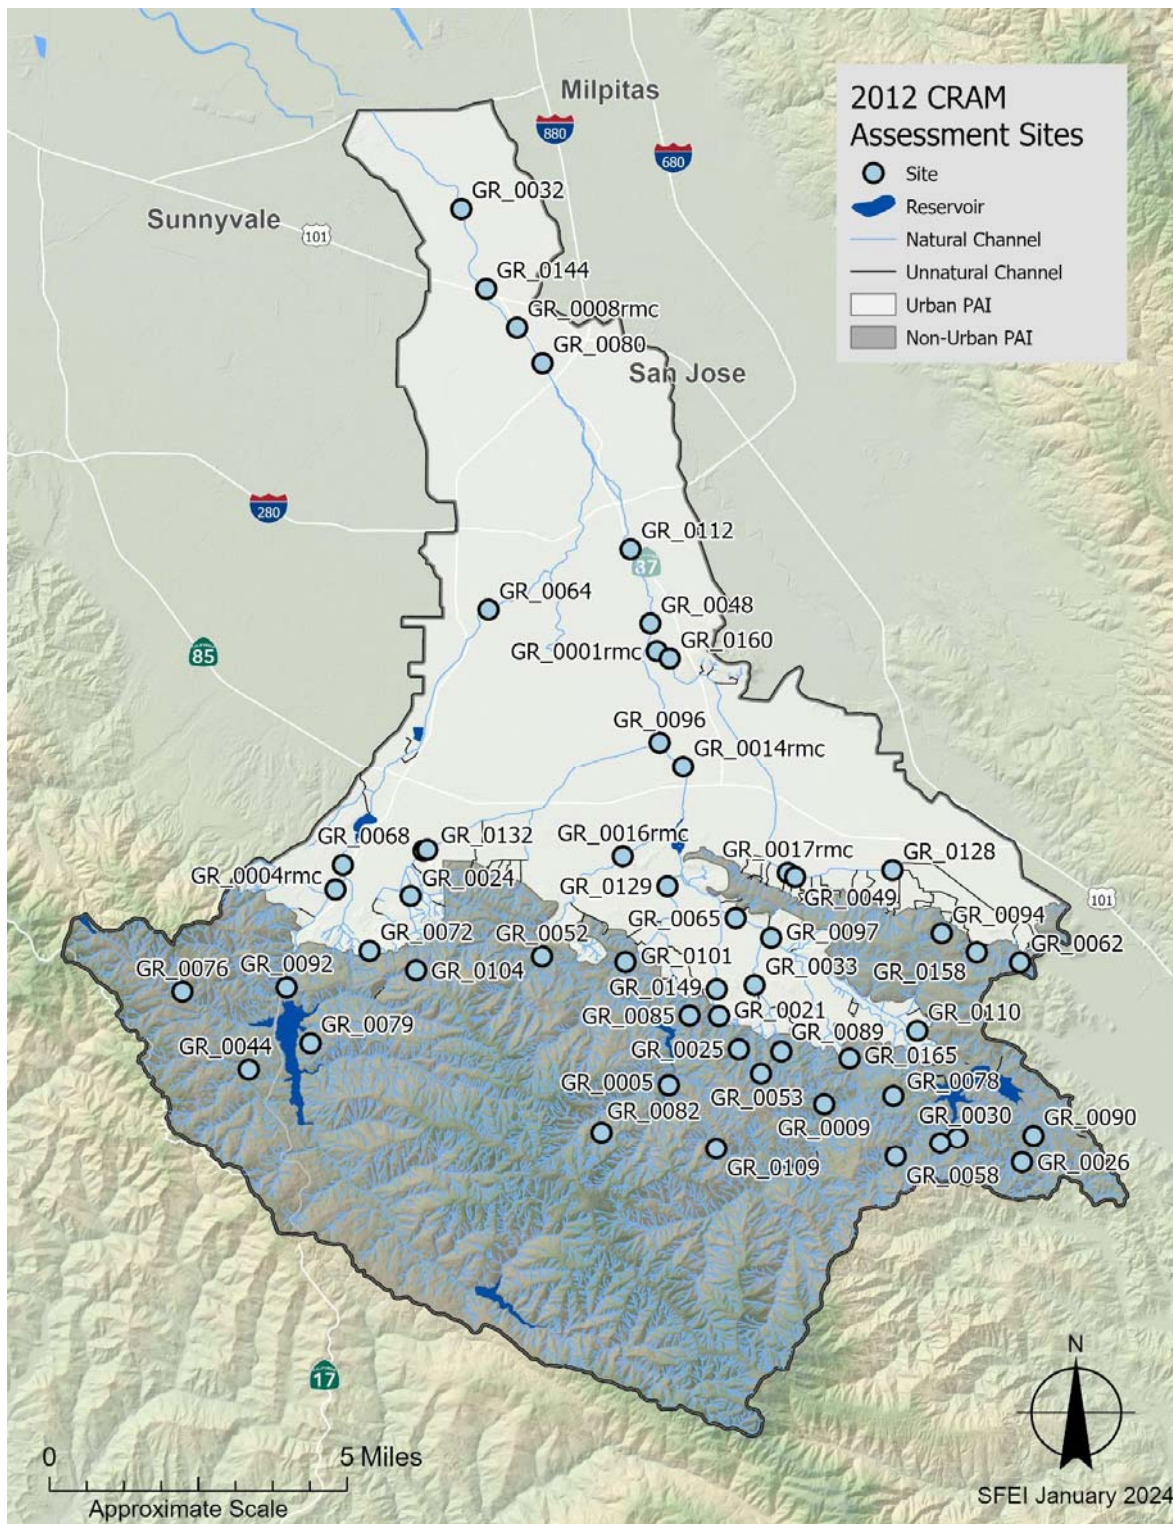 Milpitas
880
680
2012 CRAM
Assessment Sites
Site
Reservoir
Natural Channel
Unnatural Channel
Urban PAI
Non-Urban PAI
GR_0032
Sunnyvale
101
GR_0144
GR_0008rmc
GR_0080
San Jose
280
GR_0112
87
GR_0064
GR_0048
GR_0160
GR_0001rmc
85
GR_0096
GR_0014rmc
GR_0068
GR_0132
GR_0016rmc
GR_0017rmc
GR_0128
GR_0004rmc
GR_0024
GR_0129
GR_0049
101
GR_0065
GR_0094
GR_0072
GR_0052
GR_0097
GR_0062
GR_0076
GR_0092
GR_0104
GR_0101
GR_0033
GR_0158
GR_0149
GR_0085
GR_0021
GR_0110
GR_0079
GR_0089
GR_0044
GR_0025
GR_0165
GR_0005
GR_0053
GR_0078
GR_0082
GR_0009
GR_0030
GR_0090
GR_0109
GR_0058
GR_0026
17
N
0
5 Miles
Approximate Scale
SFEI January 2024